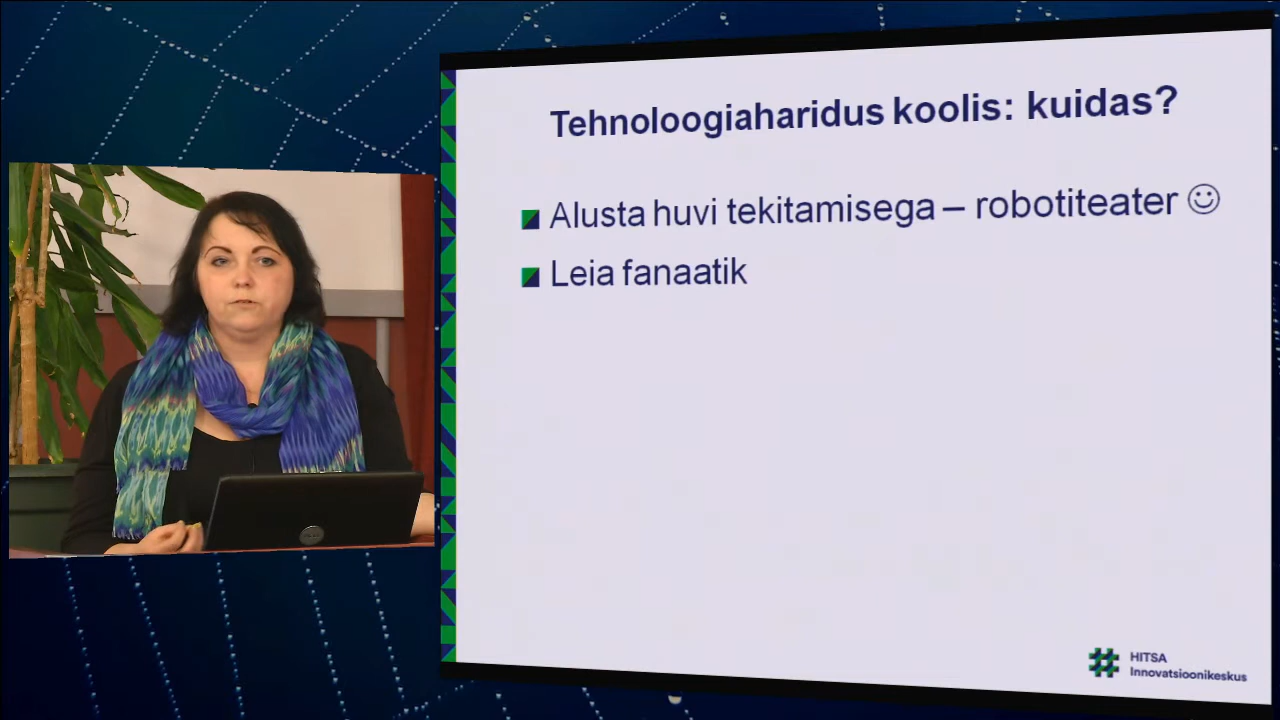 Tehnoloogiaharidus koolis: kuidas?
Alusta huvi tekitamisega – robotiteater ☺
Leia fanaatik
HITSA
Innovatsioonikeskus